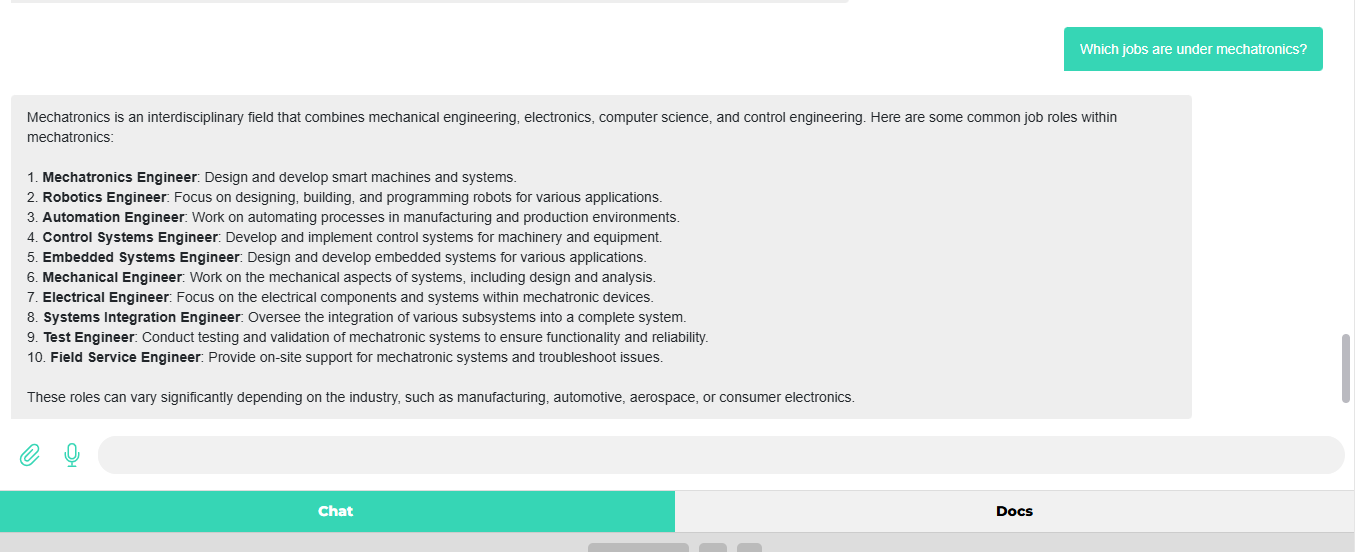 Which jobs are under mechatronics?
Mechatronics is an interdisciplinary field that combines mechanical engineering, electronics, computer science, and control engineering. Here are some common job roles within
mechatronics:
1. Mechatronics Engineer: Design and develop smart machines and systems.
2. Robotics Engineer: Focus on designing, building, and programming robots for various applications.
3. Automation Engineer: Work on automating processes in manufacturing and production environments.
4. Control Systems Engineer: Develop and implement control systems for machinery and equipment.
5. Embedded Systems Engineer: Design and develop embedded systems for various applications.
6. Mechanical Engineer: Work on the mechanical aspects of systems, including design and analysis.
7. Electrical Engineer: Focus on the electrical components and systems within mechatronic devices.
8. Systems Integration Engineer: Oversee the integration of various subsystems into a complete system.
9. Test Engineer: Conduct testing and validation of mechatronic systems to ensure functionality and reliability.
10. Field Service Engineer: Provide on-site support for mechatronic systems and troubleshoot issues.
These roles can vary significantly depending on the industry, such as manufacturing, automotive, aerospace, or consumer electronics.
Chat
Docs